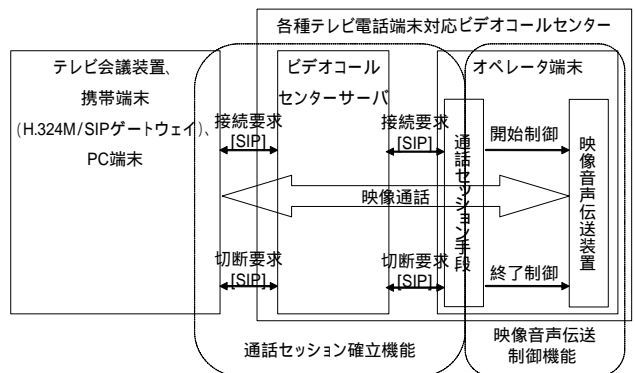 各種テレビ電話端末対応ビデオコールセンター
テレビ会議装置、
携帯端末
(H.324M/SIPゲートウェイ)、
PC端末
ビデオコール
センターサーバ
オペレータ端末
接続要求
[SIP]
接続要求
[SIP]
開始制御
通話セッション手段
映像音声伝送装置
映像通話
切断要求
[SIP]
切断要求
[SIP]
終了制御
通話セッション確立機能
映像音声伝送
制御機能